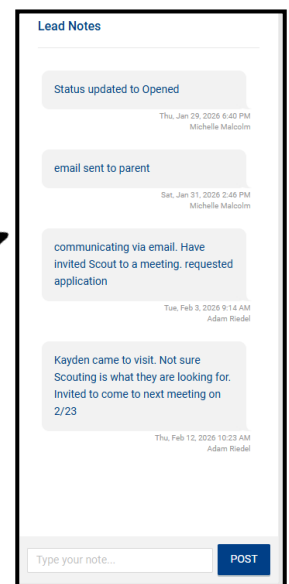 Lead Notes
Status updated to Opened
Thu, Jan 29, 2026 6:40 PM
Michelle Malcolm
email sent to parent
Sat, Jan 31, 2026 2:46 PM
Michelle Malcolm
communicating via email. Have
invited Scout to a meeting. requested
application
Tue, Feb 3, 2026 9:14 AM
Adam Riedel
Kayden came to visit. Not sure
Scouting is what they are looking for.
Invited to come to next meeting on
2/23
Thu, Feb 12, 2026 10:23 AM
Adam Riedel
Type your note...
POST